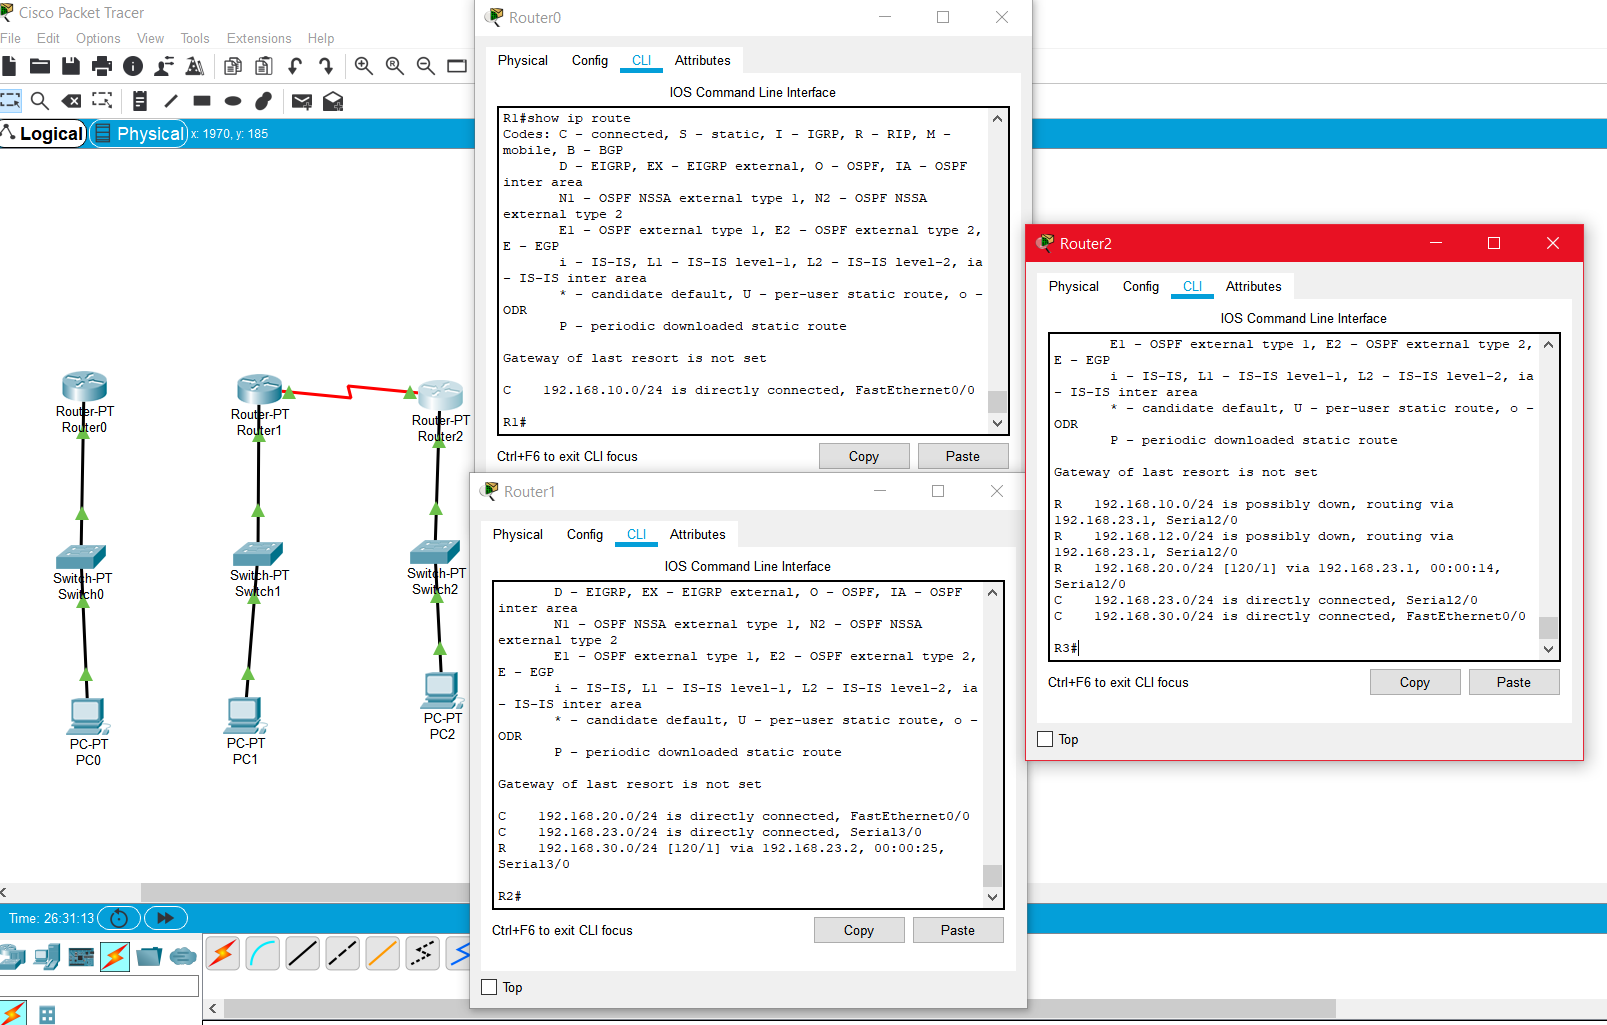 Cisco Packet Tracer
File Edit Options View Tools Extensions Help
Logical Physical x: 1970, y: 185
Router-PT
Router0
Router-PT
Router1
Router-PT
Router2
Switch-PT
Switch0
Switch-PT
Switch1
Switch-PT
Switch2
PC-PT
PC0
PC-PT
PC1
PC-PT
PC2
Time: 26:31:13
Router0
Physical Config CLI Attributes
IOS Command Line Interface
R1#show ip route
Codes: C - connected, S - static, I - IGRP, R - RIP, M -
mobile, B - BGP
D - EIGRP, EX - EIGRP external, O - OSPF, IA - OSPF
inter area
N1 - OSPF NSSA external type 1, N2 - OSPF NSSA
external type 2
E1 - OSPF external type 1, E2 - OSPF external type 2,
E - EGP
i - IS-IS, L1 - IS-IS level-1, L2 - IS-IS level-2, ia
- IS-IS inter area
* - candidate default, U - per-user static route, o -
ODR
P - periodic downloaded static route
Gateway of last resort is not set
C 192.168.10.0/24 is directly connected, FastEthernet0/0
R1#
Ctrl+F6 to exit CLI focus
Copy Paste
Router1
Physical Config CLI Attributes
IOS Command Line Interface
D - EIGRP, EX - EIGRP external, O - OSPF, IA - OSPF
inter area
N1 - OSPF NSSA external type 1, N2 - OSPF NSSA
external type 2
E1 - OSPF external type 1, E2 - OSPF external type 2,
E - EGP
i - IS-IS, L1 - IS-IS level-1, L2 - IS-IS level-2, ia
- IS-IS inter area
* - candidate default, U - per-user static route, o -
ODR
P - periodic downloaded static route
Gateway of last resort is not set
C 192.168.20.0/24 is directly connected, FastEthernet0/0
C 192.168.23.0/24 is directly connected, Serial3/0
R 192.168.30.0/24 [120/1] via 192.168.23.2, 00:00:25,
Serial3/0
R2#
Ctrl+F6 to exit CLI focus
Copy Paste
Top
Router2
Physical Config CLI Attributes
IOS Command Line Interface
E1 - OSPF external type 1, E2 - OSPF external type 2,
E - EGP
i - IS-IS, L1 - IS-IS level-1, L2 - IS-IS level-2, ia
- IS-IS inter area
* - candidate default, U - per-user static route, o -
ODR
P - periodic downloaded static route
Gateway of last resort is not set
R 192.168.10.0/24 is possibly down, routing via
192.168.23.1, Serial2/0
R 192.168.12.0/24 is possibly down, routing via
192.168.23.1, Serial2/0
R 192.168.20.0/24 [120/1] via 192.168.23.1, 00:00:14,
Serial2/0
C 192.168.23.0/24 is directly connected, Serial2/0
C 192.168.30.0/24 is directly connected, FastEthernet0/0
R3#
Ctrl+F6 to exit CLI focus
Copy Paste
Top